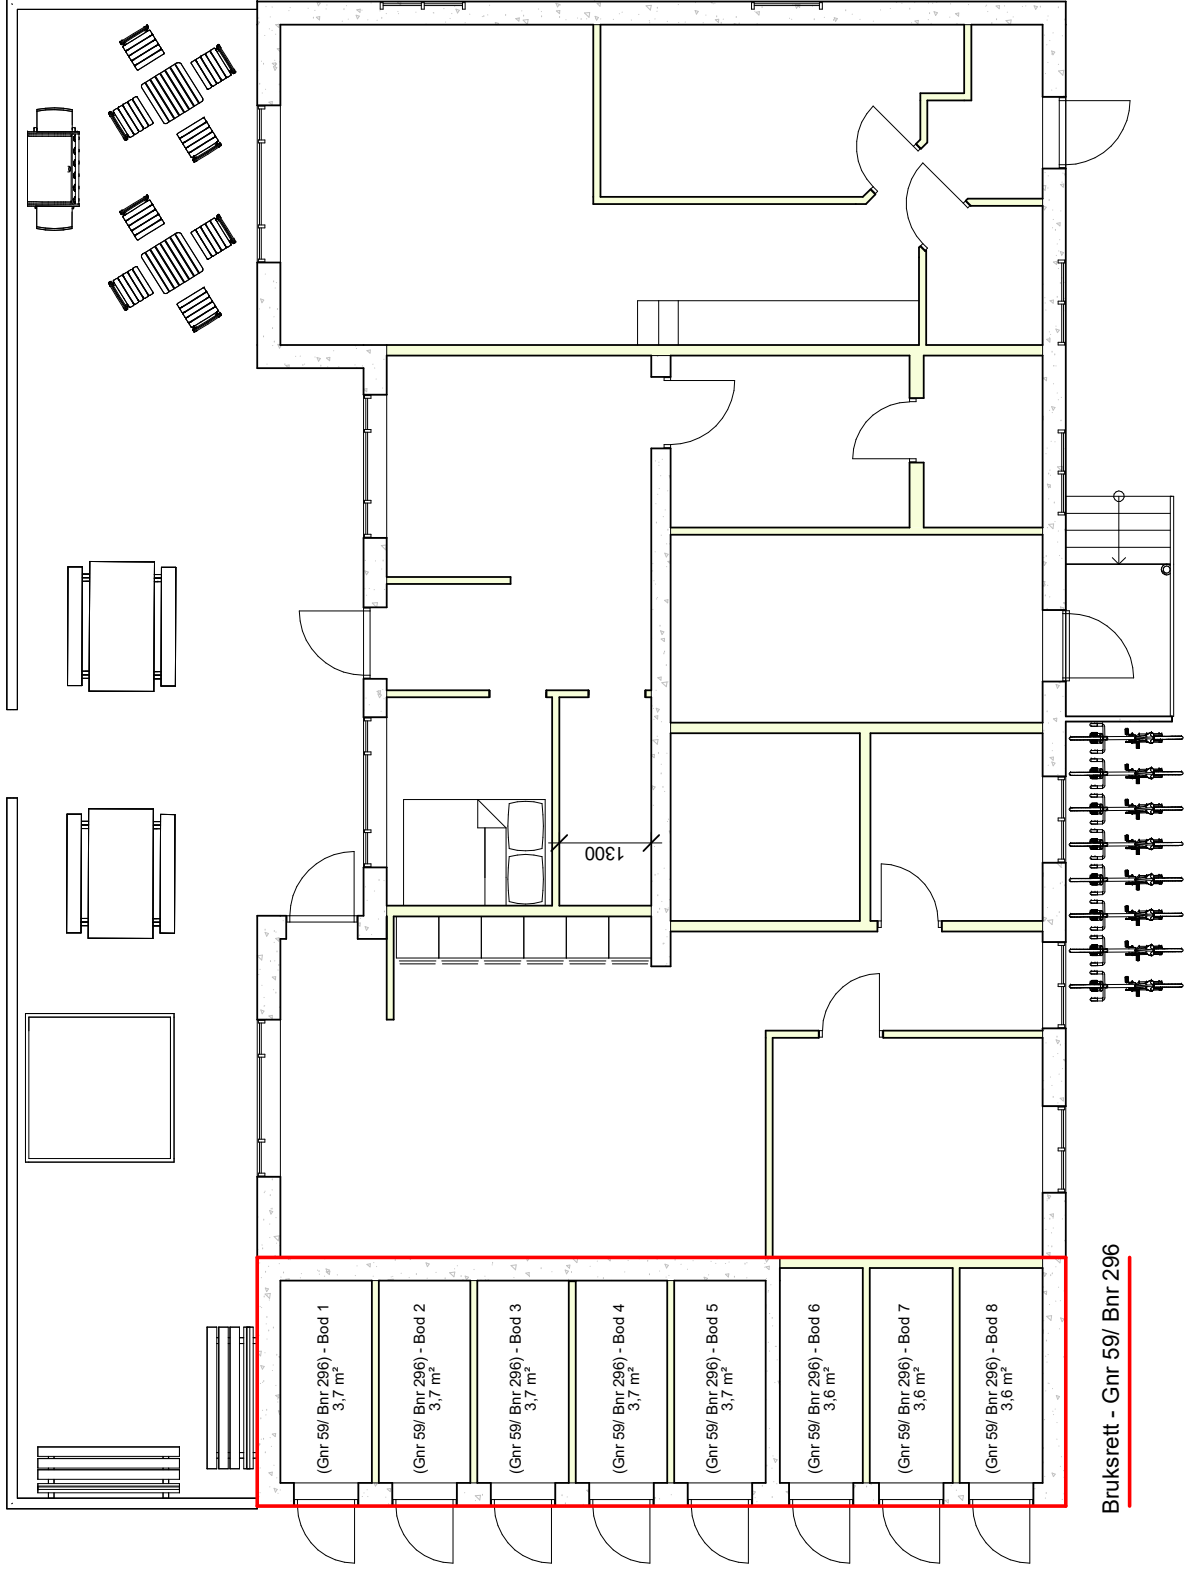 (Gnr 59/ Bnr 296) - Bod 1
3,7 m²
(Gnr 59/ Bnr 296) - Bod 2
3,7 m²
(Gnr 59/ Bnr 296) - Bod 3
3,7 m²
(Gnr 59/ Bnr 296) - Bod 4
3,7 m²
(Gnr 59/ Bnr 296) - Bod 5
3,7 m²
(Gnr 59/ Bnr 296) - Bod 6
3,6 m²
(Gnr 59/ Bnr 296) - Bod 7
3,6 m²
(Gnr 59/ Bnr 296) - Bod 8
3,6 m²
1300
Bruksrett - Gnr 59/ Bnr 296